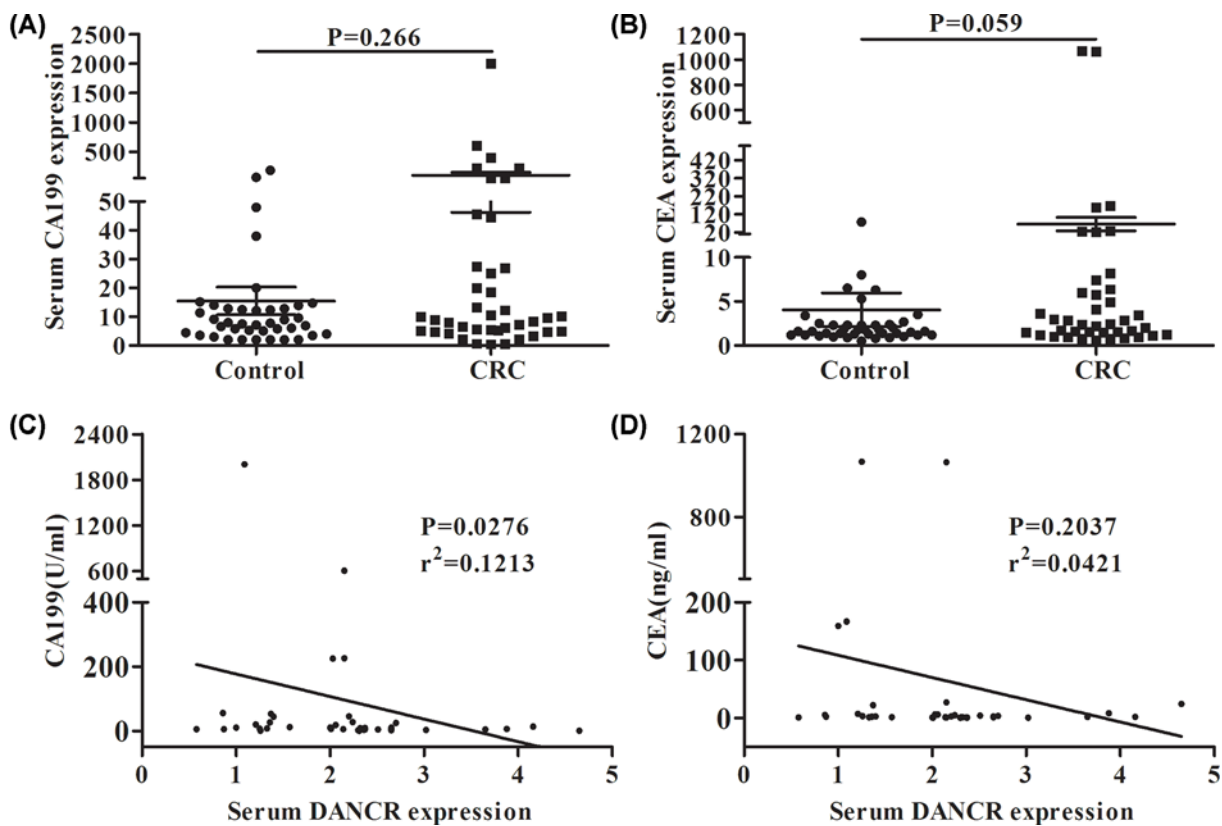 (A)
Serum CA199 expression
2500
2000
1500
1000
500
50
40
30
20
10
0
P=0.266
Control
CRC
(B)
Serum CEA expression
1200
1000
800
600
420
320
220
120
20
10
5
0
P=0.059
Control
CRC
(C)
CA199(U/ml)
2400
1800
1200
600
400
200
0
P=0.0276
r²=0.1213
0 1 2 3 4 5
Serum DANCR expression
(D)
CEA(ng/ml)
1200
800
200
100
0
P=0.2037
r²=0.0421
0 1 2 3 4 5
Serum DANCR expression